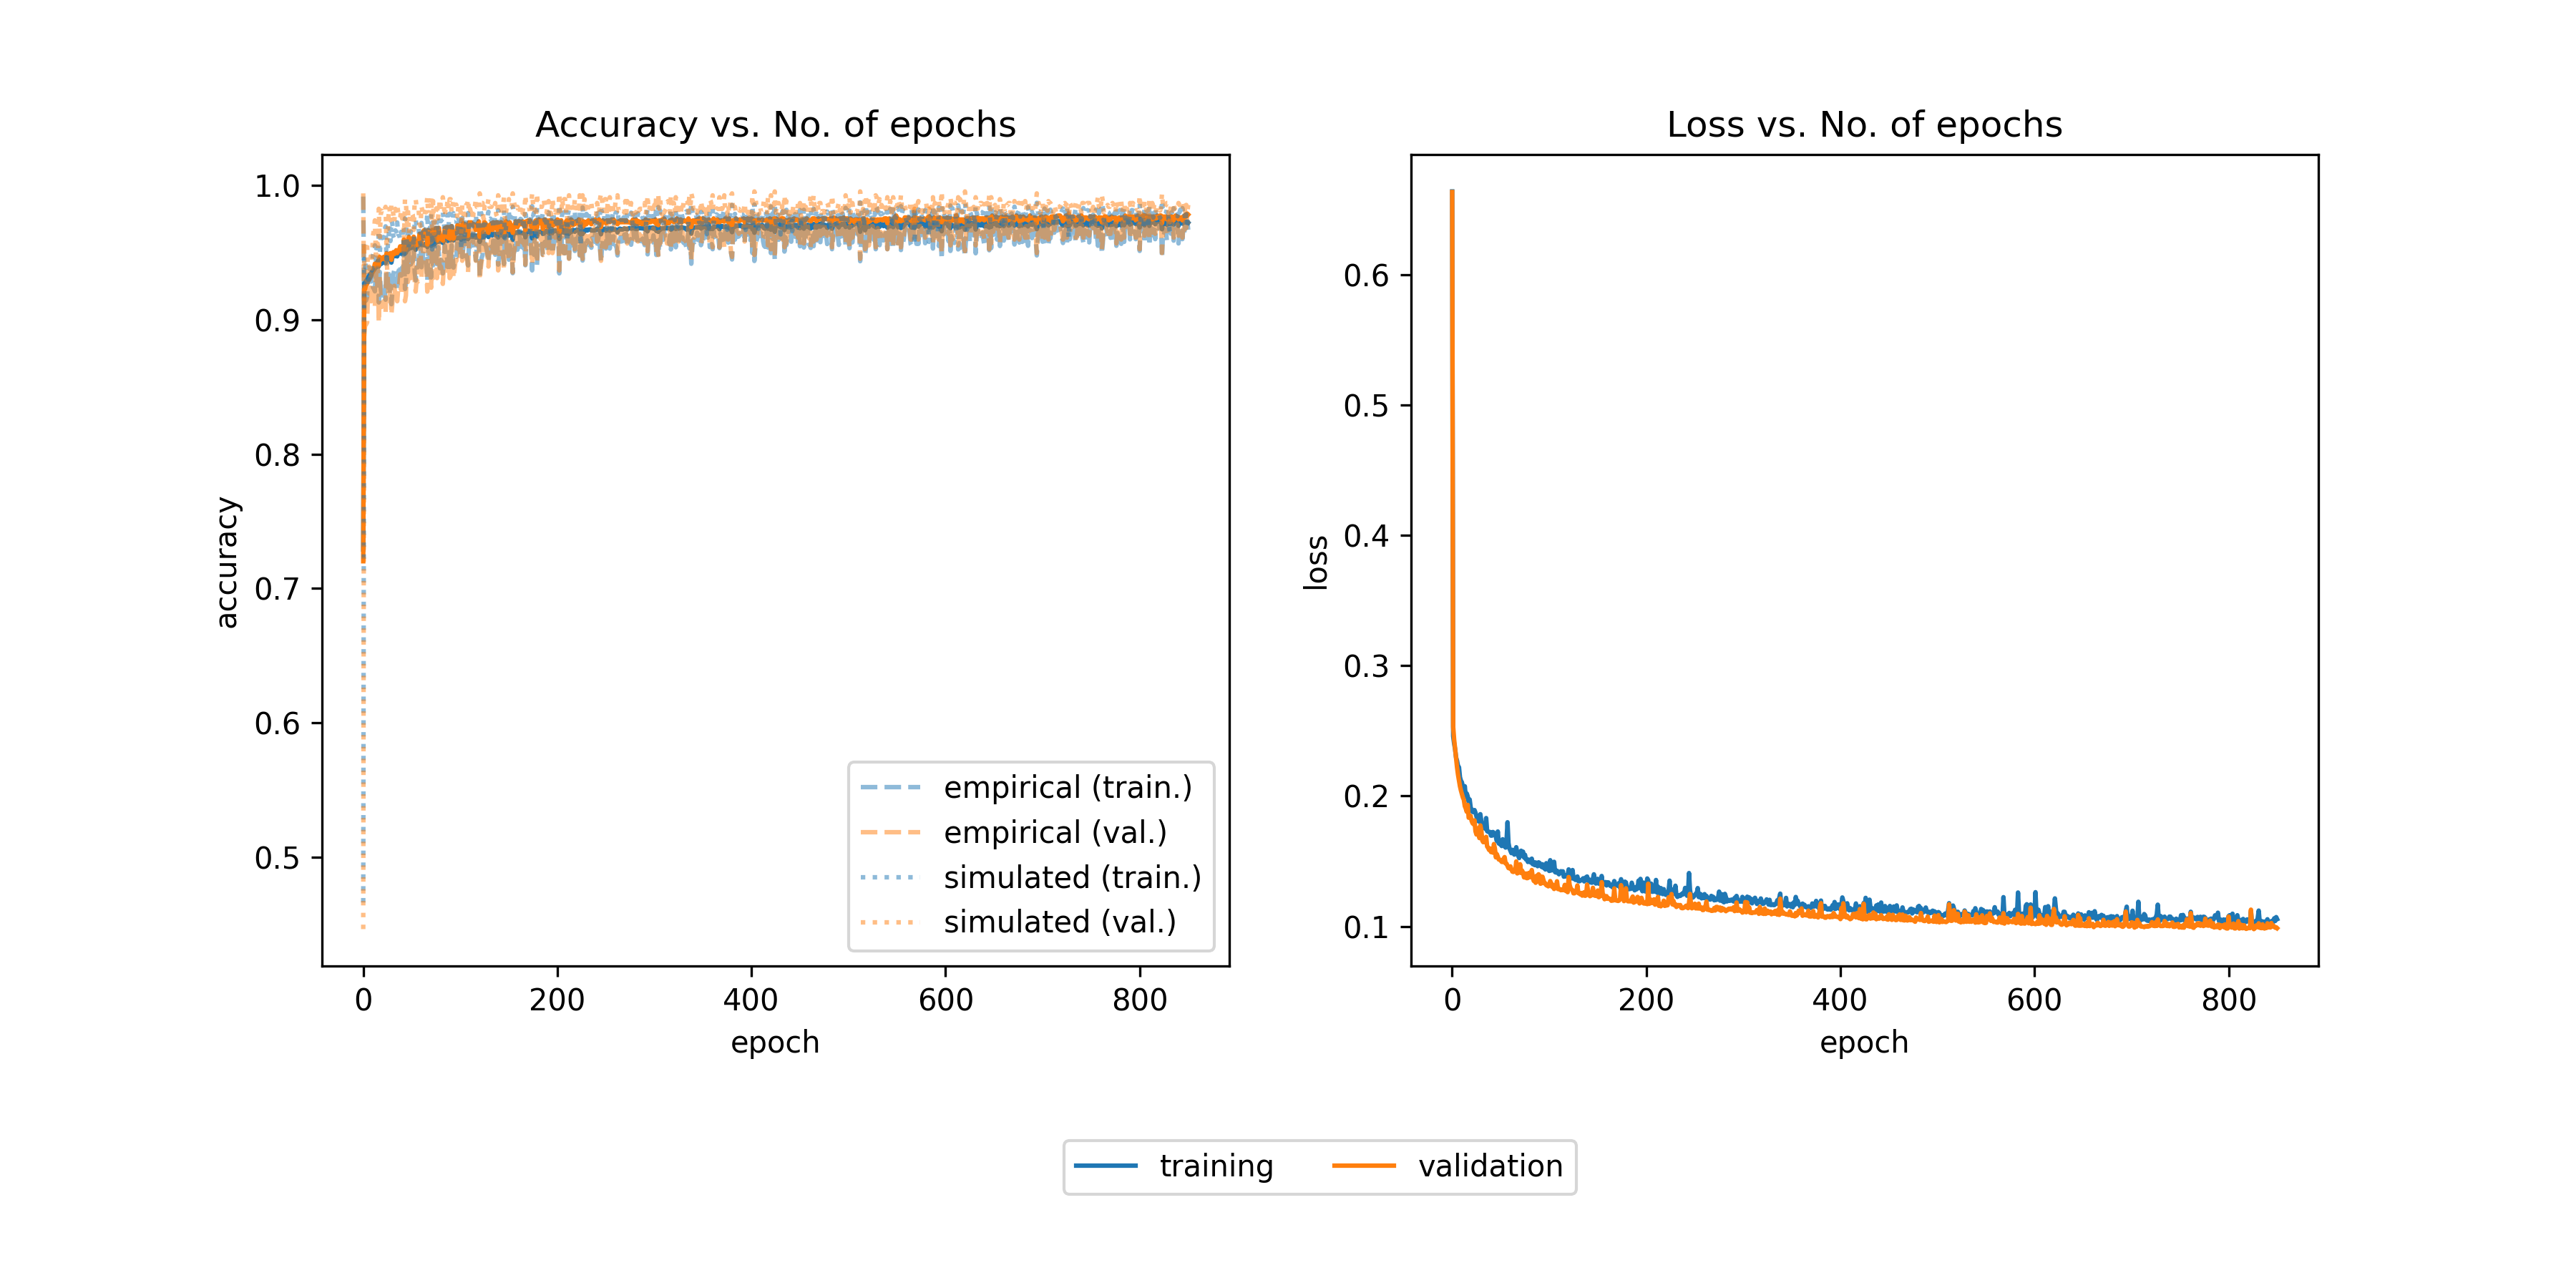 Accuracy vs. No. of epochs
1.0
0.9
0.8
0.7
0.6
0.5
accuracy
0 200 400 600 800
epoch
empirical (train.)
empirical (val.)
simulated (train.)
simulated (val.)
Loss vs. No. of epochs
0.6
0.5
0.4
0.3
0.2
0.1
loss
0 200 400 600 800
epoch
training validation